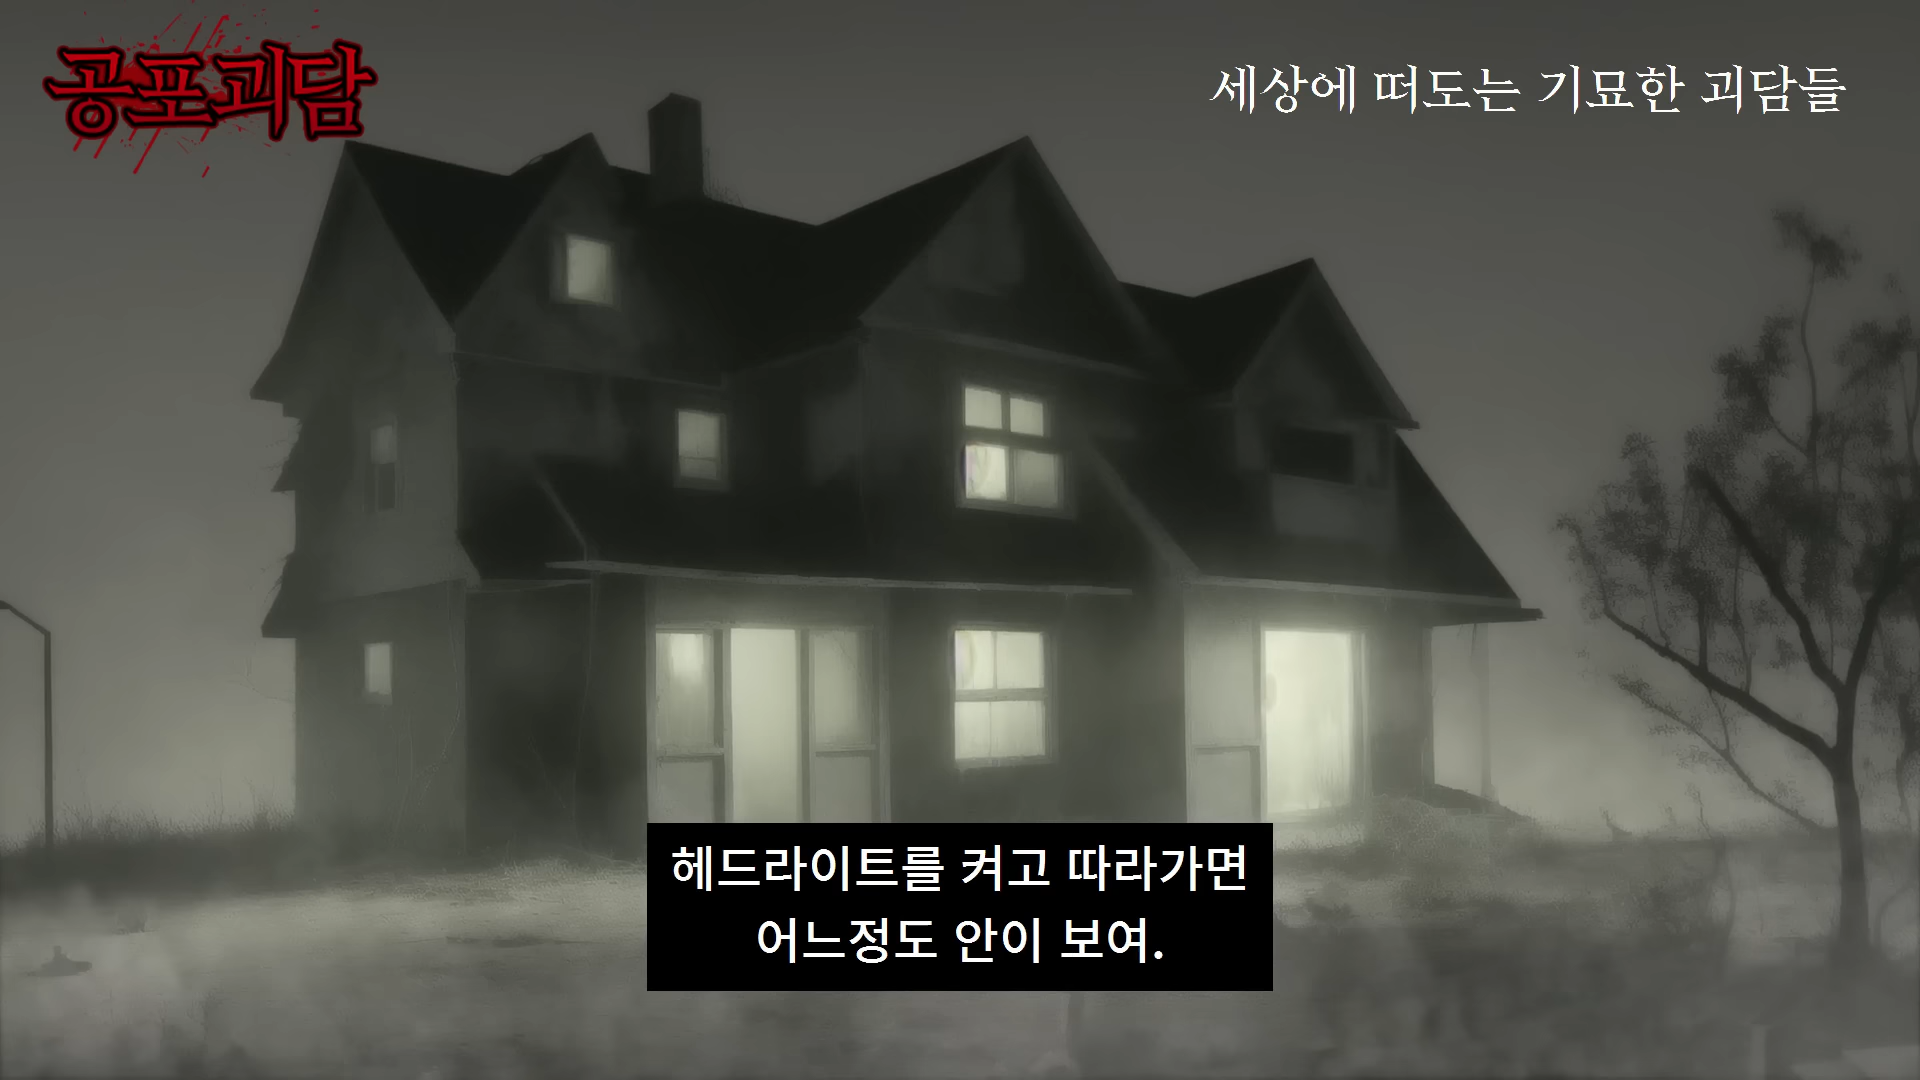 공포괴담
세상에 떠도는 기묘한 괴담들
헤드라이트를 켜고 따라가면
어느정도 안이 보여.